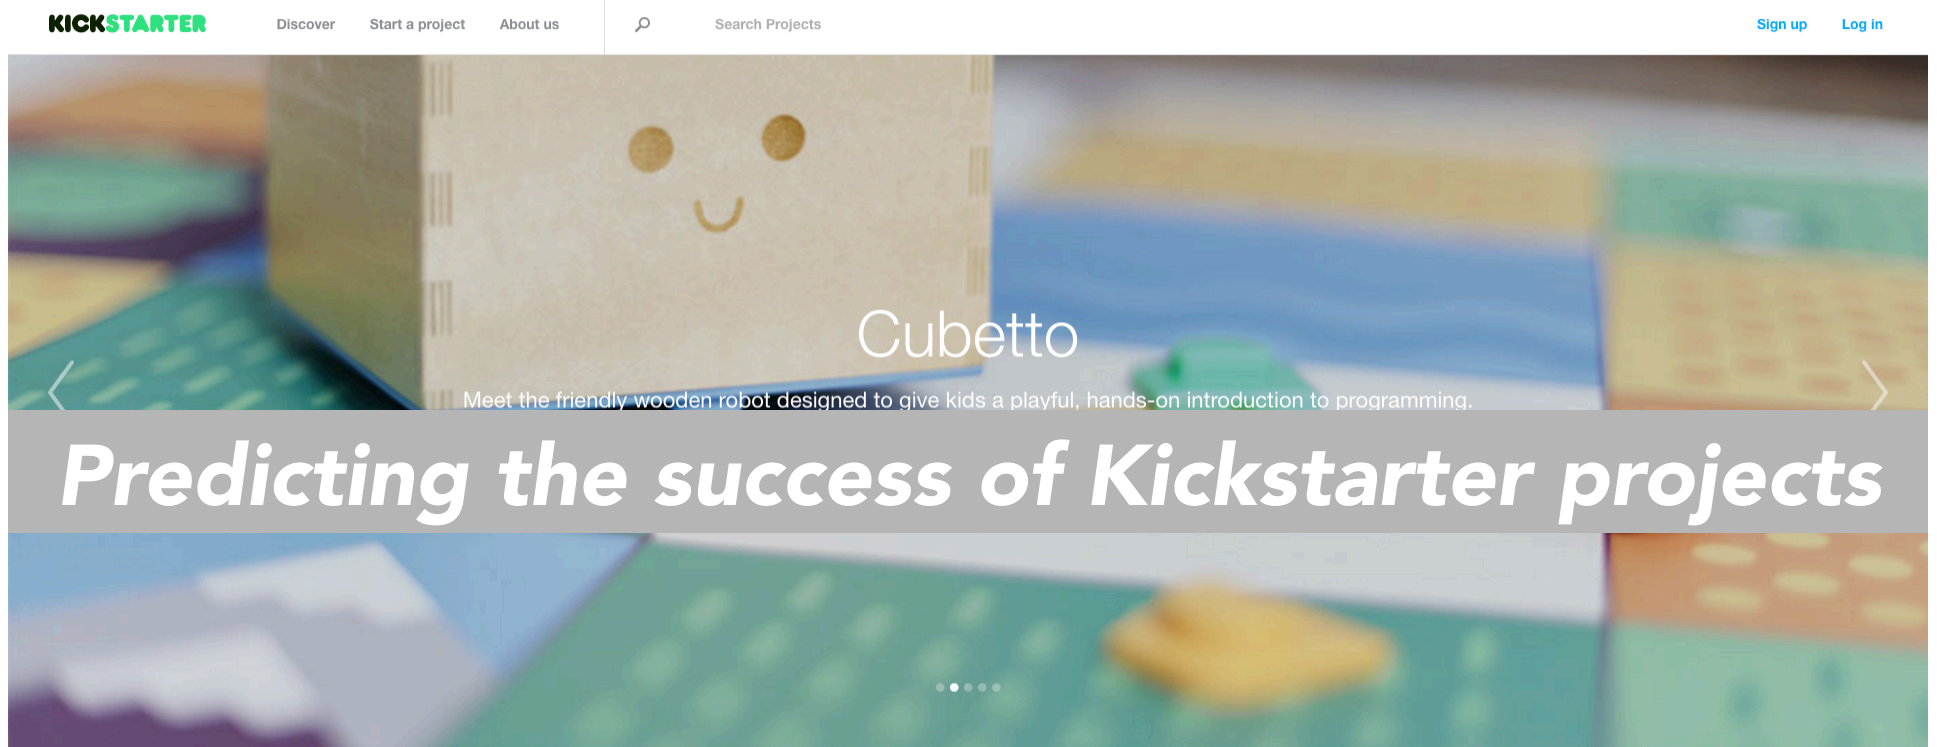 KICKSTARTER Discover Start a project About us Search Projects Sign up Log in
Cubetto
Meet the friendly wooden robot designed to give kids a playful, hands-on introduction to programming.
Predicting the success of Kickstarter projects